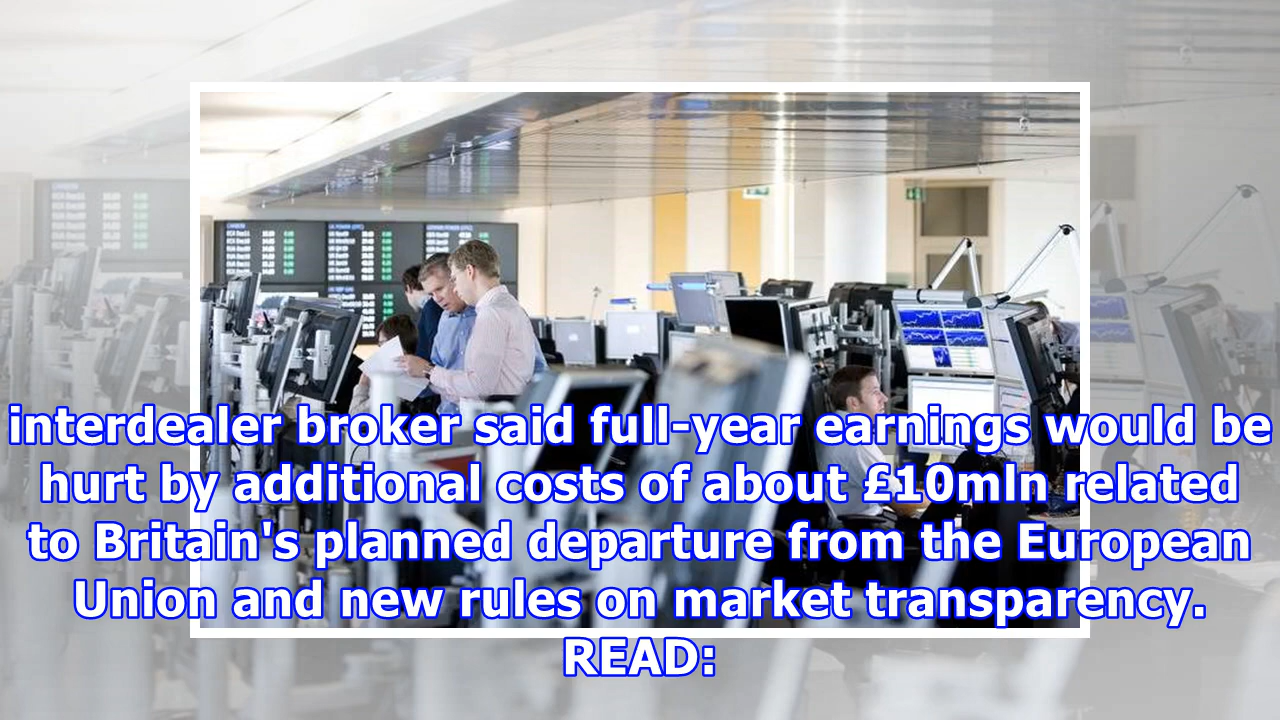 interdealer broker said full-year earnings would be
hurt by additional costs of about £10mln related
to Britain's planned departure from the European
Union and new rules on market transparency.
READ: